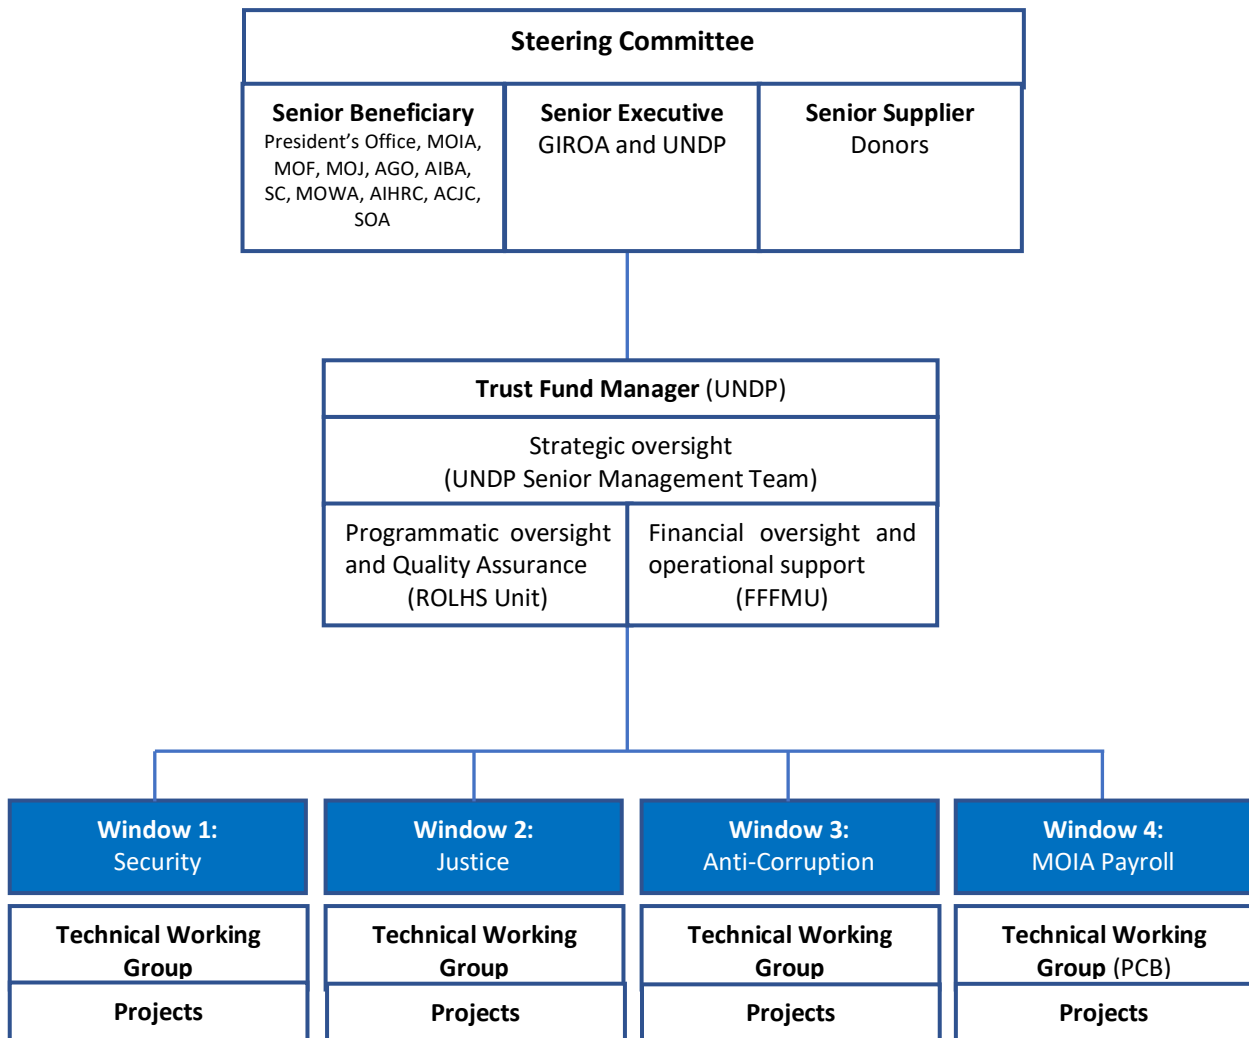 Steering Committee
Senior Beneficiary
President's Office, MOIA,
MOF, MOJ, AGO, AIBA,
SC, MOWA, AIHRC, ACJC,
SOA
Senior Executive
GIROA and UNDP
Senior Supplier
Donors
Trust Fund Manager (UNDP)
Strategic oversight
(UNDP Senior Management Team)
Programmatic oversight
and Quality Assurance
(ROLHS Unit)
Financial oversight and
operational support
(FFFMU)
Window 1:
Security
Window 2:
Justice
Window 3:
Anti-Corruption
Window 4:
MOIA Payroll
Technical Working
Group
Technical Working
Group
Technical Working
Group
Technical Working
Group (PCB)
Projects
Projects
Projects
Projects